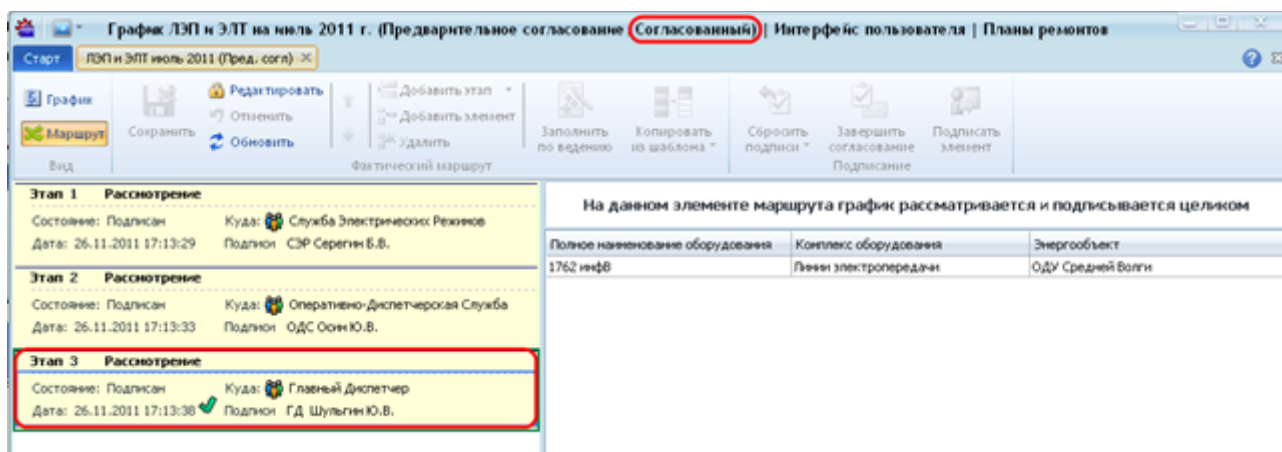 График ЛЭП и ЭЛТ на июль 2011 г. (Предварительное согласование (Согласованный)) | Интерфейс пользователя | Планы ремонтов
Старт ЛЭП и ЭЛТ июль 2011 (Пред. согл)
График Сохранить Редактировать Добавить этап
Отменить Добавить элемент Заполнить по ведению Копировать из шаблона Сбросить подписи Завершить согласование Подписать элемент
Маршрут Обновить Удалить
Вид Фактический маршрут Подписание
Этап 1 Рассмотрение
Состояние: Подписан Куда: Служба Электрических Режимов
Дата: 26.11.2011 17:13:29 Подписи СЭР Серегин Б.В.
Этап 2 Рассмотрение
Состояние: Подписан Куда: Оперативно-Диспетчерская Служба
Дата: 26.11.2011 17:13:33 Подписи ОДС Осин Ю.В.
Этап 3 Рассмотрение
Состояние: Подписан Куда: Главный Диспетчер
Дата: 26.11.2011 17:13:38 Подписи ГД Шульгин Ю.В.
На данном элементе маршрута график рассматривается и подписывается целиком
Полное наименование оборудования Комплекс оборудования Энергообъект
1762 инфВ Линии электропередачи ОДУ Средней Волги